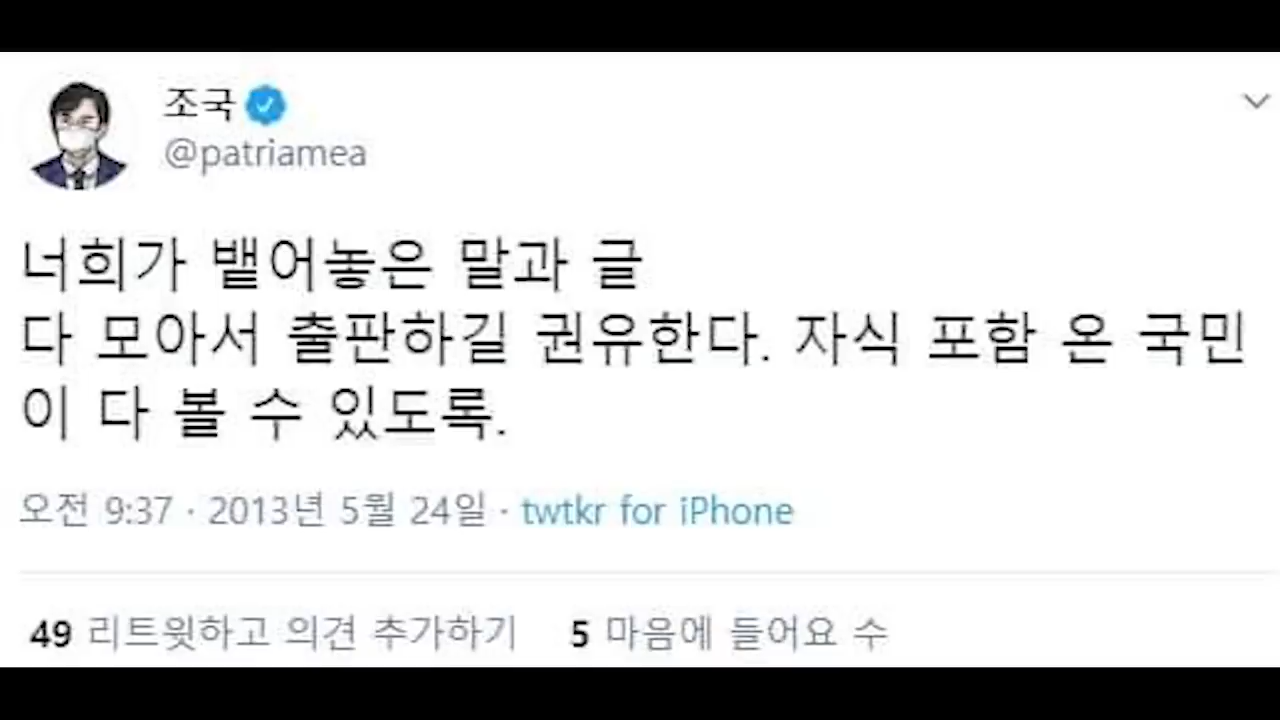 조국
@patriamea
너희가 뱉어놓은 말과 글
다 모아서 출판하길 권유한다. 자식 포함 온 국민
이 다 볼 수 있도록.
오전 9:37 · 2013년 5월 24일 · twtkr for iPhone
49 리트윗하고 의견 추가하기 5 마음에 들어요 수